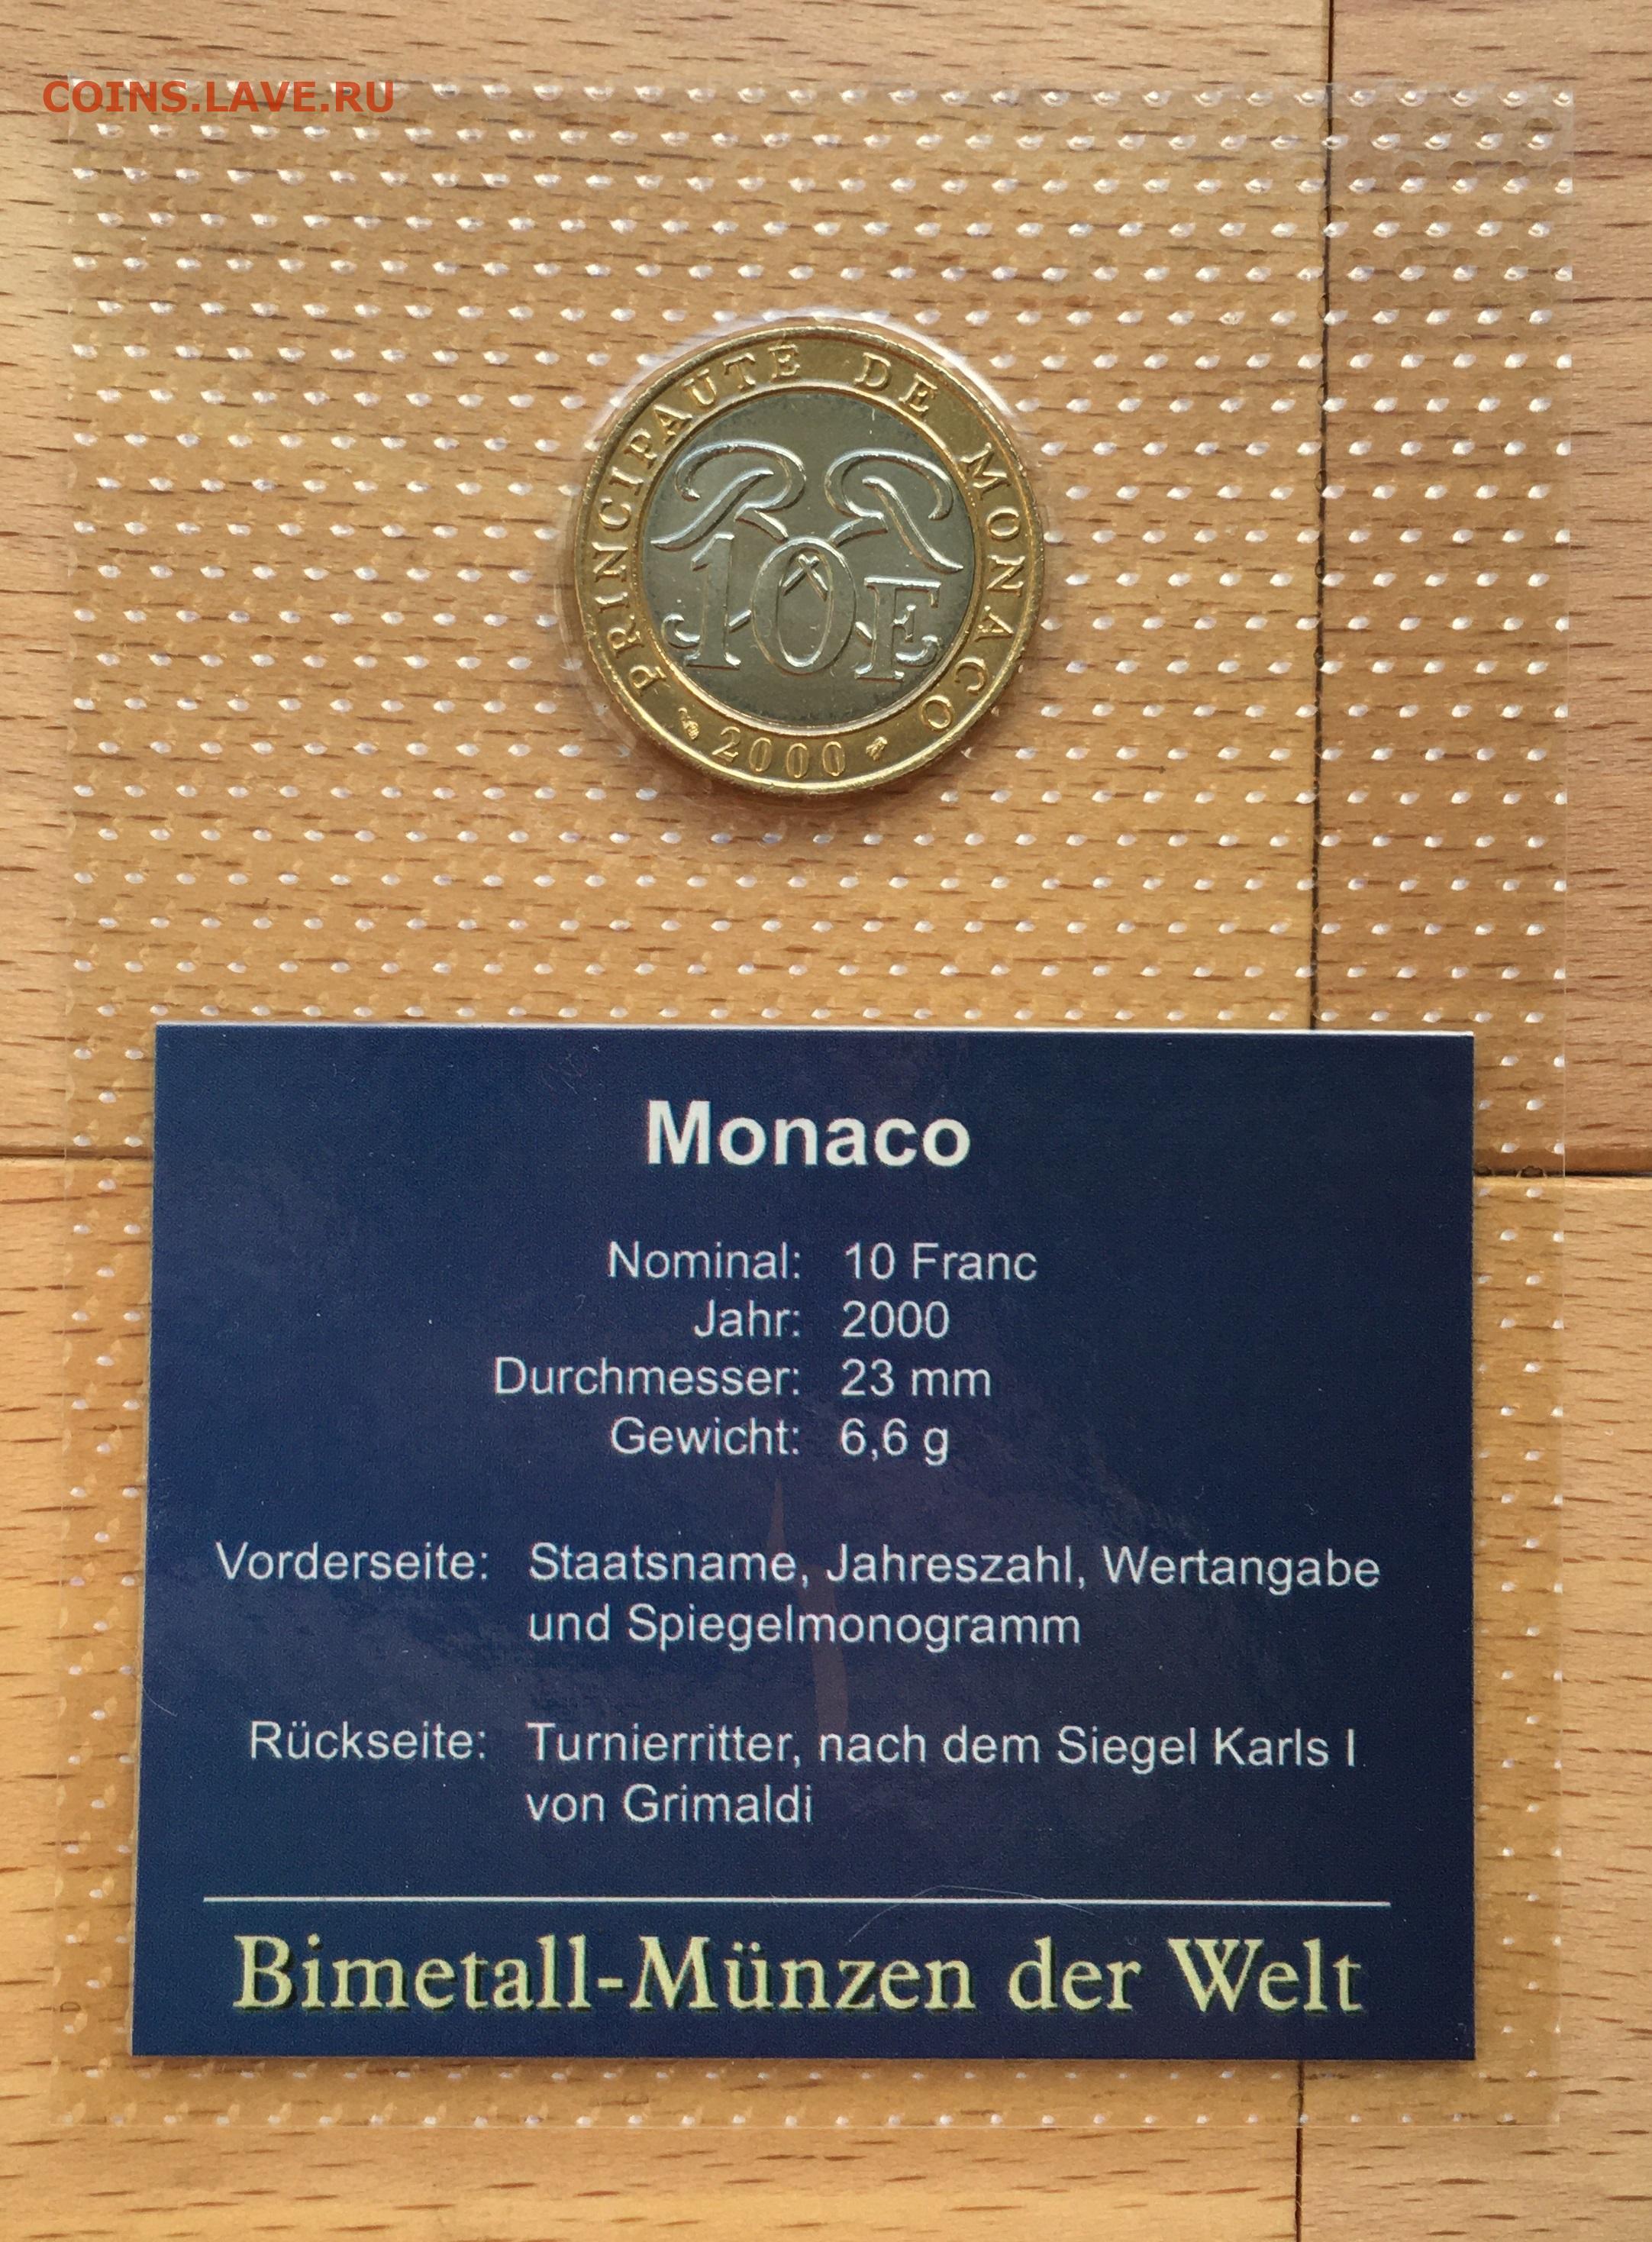 COINS.LAVE.RU
PRINCIPAUTÉ DE MONACO
10 F
2000
Monaco
Nominal: 10 Franc
Jahr: 2000
Durchmesser: 23 mm
Gewicht: 6,6 g
Vorderseite: Staatsname, Jahreszahl, Wertangabe
und Spiegelmonogramm
Rückseite: Turnierritter, nach dem Siegel Karls I
von Grimaldi
Bimetall-Münzen der Welt